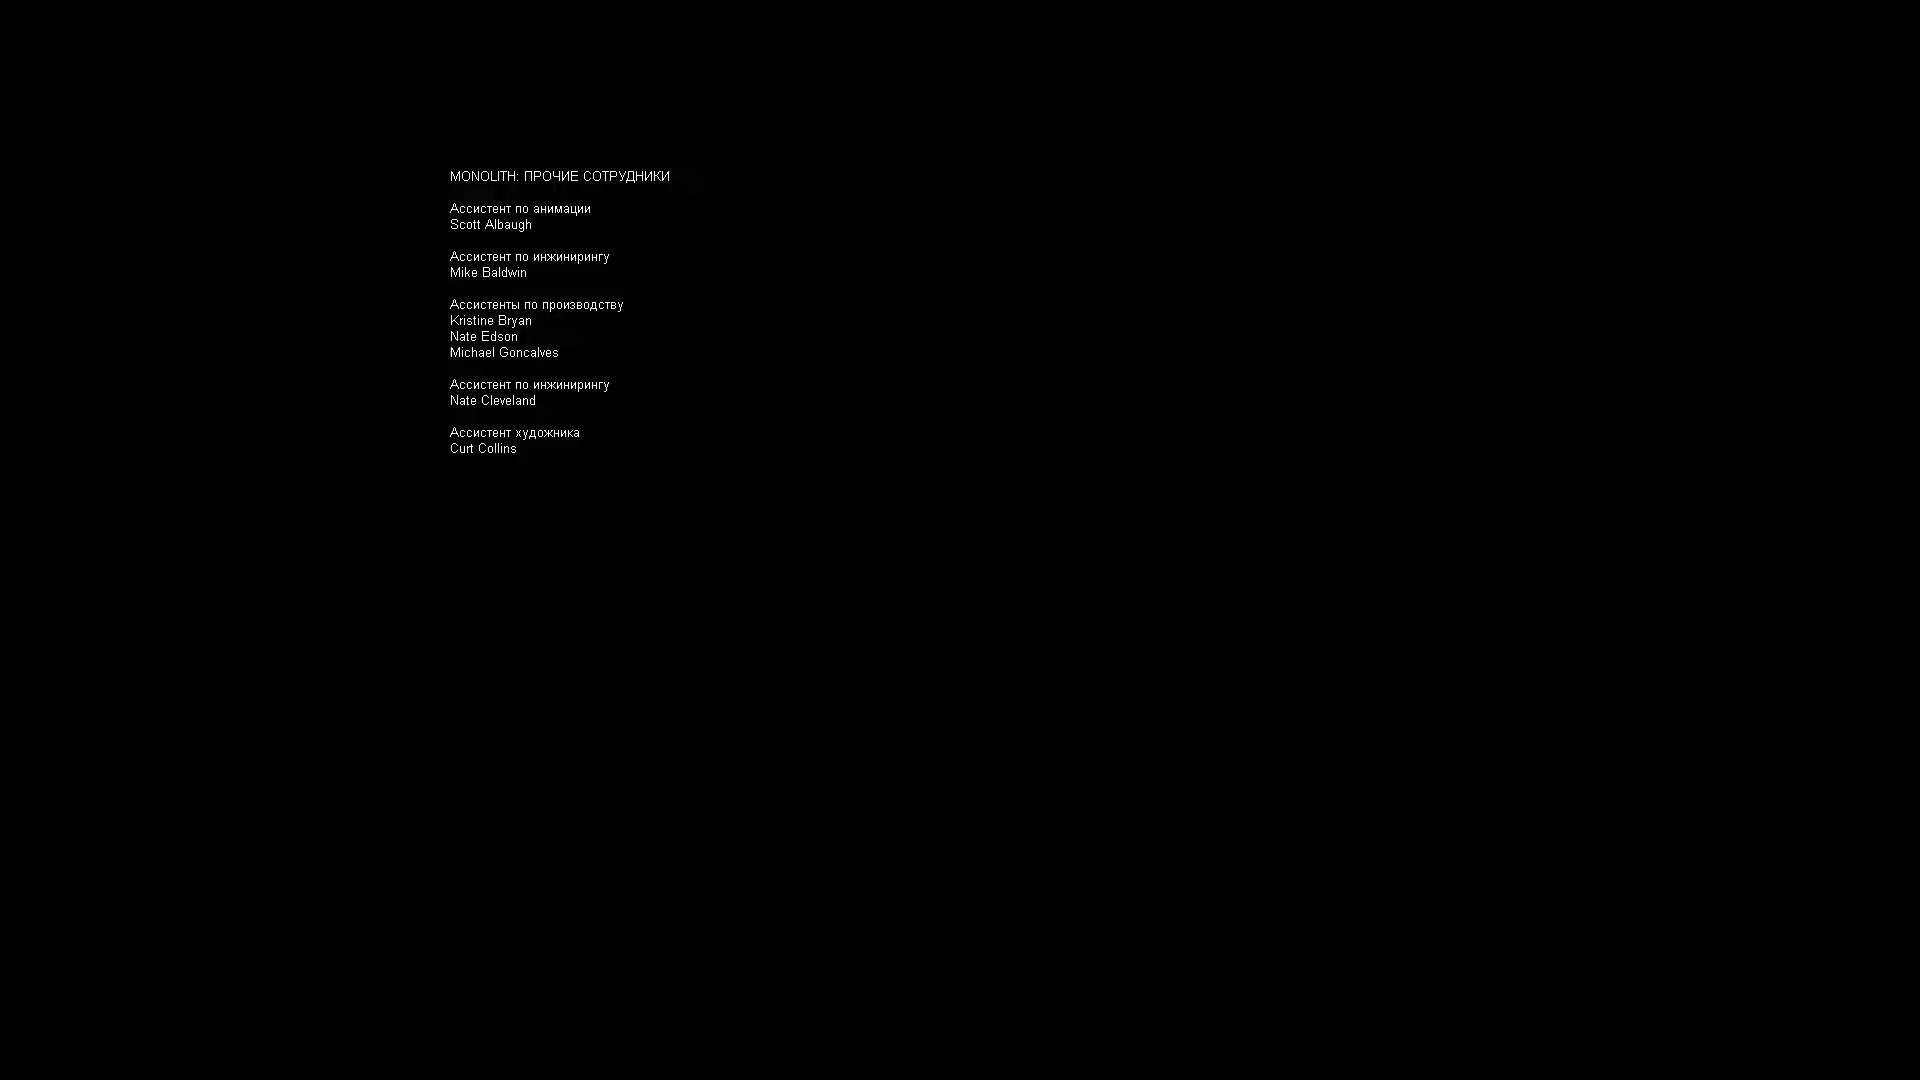 MONOLITH: ПРОЧИЕ СОТРУДНИКИ
Ассистент по анимации
Scott Albaugh
Ассистент по инжинирингу
Mike Baldwin
Ассистенты по производству
Kristine Bryan
Nate Edson
Michael Goncalves
Ассистент по инжинирингу
Nate Cleveland
Ассистент художника
Curt Collins